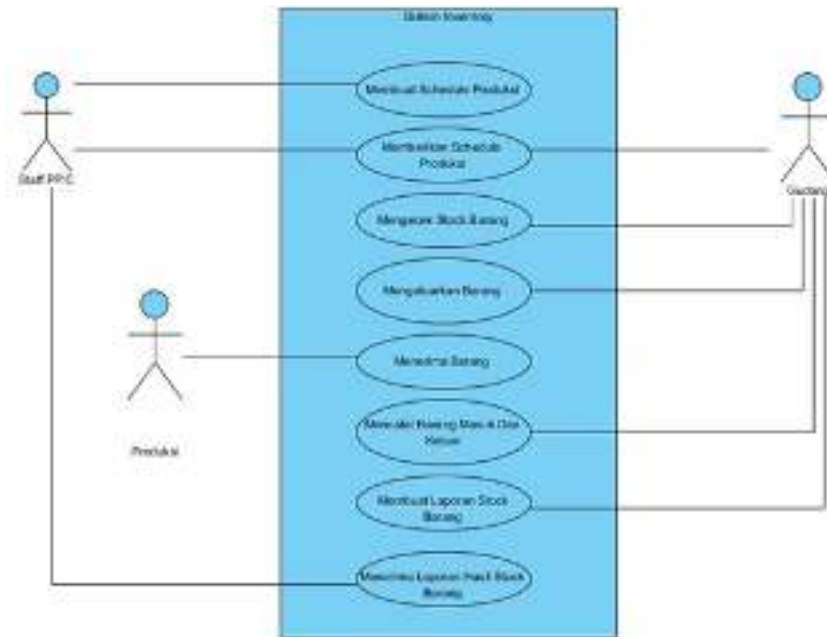 Sistem Inventory
Membuat Schedule Produksi
Memberikan Schedule
Produksi
Staff PPIC
Gudang
Mengecek Stock Barang
Mengeluarkan Barang
Menerima Barang
Produksi
Mencatat Barang Masuk Dan
Keluar
Membuat Laporan Stock
Barang
Menerima Laporan Hasil Stock
Barang